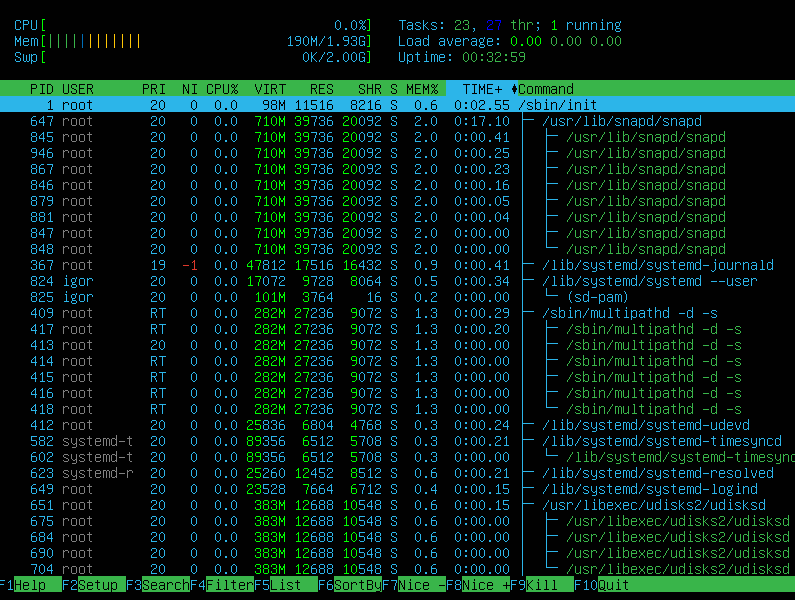 CPU[ 0.0%] Tasks: 23, 27 thr; 1 running
Mem[||||||||||||| 190M/1.93G] Load average: 0.00 0.00 0.00
Swp[ 0K/2.00G] Uptime: 00:32:59
PID USER PRI NI CPU% VIRT RES SHR S MEM% TIME+ Command
1 root 20 0 0.0 98M 11516 8216 S 0.6 0:02.55 /sbin/init
647 root 20 0 0.0 710M 39736 20092 S 2.0 0:17.10 ├─ /usr/lib/snapd/snapd
845 root 20 0 0.0 710M 39736 20092 S 2.0 0:00.41 │ ├─ /usr/lib/snapd/snapd
946 root 20 0 0.0 710M 39736 20092 S 2.0 0:00.25 │ ├─ /usr/lib/snapd/snapd
867 root 20 0 0.0 710M 39736 20092 S 2.0 0:00.23 │ ├─ /usr/lib/snapd/snapd
846 root 20 0 0.0 710M 39736 20092 S 2.0 0:00.16 │ ├─ /usr/lib/snapd/snapd
879 root 20 0 0.0 710M 39736 20092 S 2.0 0:00.05 │ ├─ /usr/lib/snapd/snapd
881 root 20 0 0.0 710M 39736 20092 S 2.0 0:00.04 │ ├─ /usr/lib/snapd/snapd
847 root 20 0 0.0 710M 39736 20092 S 2.0 0:00.00 │ ├─ /usr/lib/snapd/snapd
848 root 20 0 0.0 710M 39736 20092 S 2.0 0:00.00 │ └─ /usr/lib/snapd/snapd
367 root 19 -1 0.0 47812 17516 16432 S 0.9 0:00.41 ├─ /lib/systemd/systemd-journald
824 igor 20 0 0.0 17072 9728 8064 S 0.5 0:00.34 ├─ /lib/systemd/systemd --user
825 igor 20 0 0.0 101M 3764 16 S 0.2 0:00.00 │ └─ (sd-pam)
409 root RT 0 0.0 282M 27236 9072 S 1.3 0:00.29 ├─ /sbin/multipathd -d -s
417 root RT 0 0.0 282M 27236 9072 S 1.3 0:00.20 │ ├─ /sbin/multipathd -d -s
413 root 20 0 0.0 282M 27236 9072 S 1.3 0:00.00 │ ├─ /sbin/multipathd -d -s
414 root RT 0 0.0 282M 27236 9072 S 1.3 0:00.00 │ ├─ /sbin/multipathd -d -s
415 root RT 0 0.0 282M 27236 9072 S 1.3 0:00.00 │ ├─ /sbin/multipathd -d -s
416 root RT 0 0.0 282M 27236 9072 S 1.3 0:00.00 │ ├─ /sbin/multipathd -d -s
418 root RT 0 0.0 282M 27236 9072 S 1.3 0:00.00 │ └─ /sbin/multipathd -d -s
412 root 20 0 0.0 25836 6804 4768 S 0.3 0:00.24 ├─ /lib/systemd/systemd-udevd
582 systemd-t 20 0 0.0 89356 6512 5708 S 0.3 0:00.21 ├─ /lib/systemd/systemd-timesyncd
602 systemd-t 20 0 0.0 89356 6512 5708 S 0.3 0:00.00 │ └─ /lib/systemd/systemd-timesync
623 systemd-r 20 0 0.0 25260 12452 8512 S 0.6 0:00.21 ├─ /lib/systemd/systemd-resolved
649 root 20 0 0.0 23528 7664 6712 S 0.4 0:00.15 ├─ /lib/systemd/systemd-logind
651 root 20 0 0.0 383M 12688 10548 S 0.6 0:00.15 ├─ /usr/libexec/udisks2/udisksd
675 root 20 0 0.0 383M 12688 10548 S 0.6 0:00.00 │ ├─ /usr/libexec/udisks2/udisksd
684 root 20 0 0.0 383M 12688 10548 S 0.6 0:00.00 │ ├─ /usr/libexec/udisks2/udisksd
690 root 20 0 0.0 383M 12688 10548 S 0.6 0:00.00 │ ├─ /usr/libexec/udisks2/udisksd
704 root 20 0 0.0 383M 12688 10548 S 0.6 0:00.00 │ └─ /usr/libexec/udisks2/udisksd
F1Help F2Setup F3SearchF4FilterF5List F6SortByF7Nice -F8Nice +F9Kill F10Quit